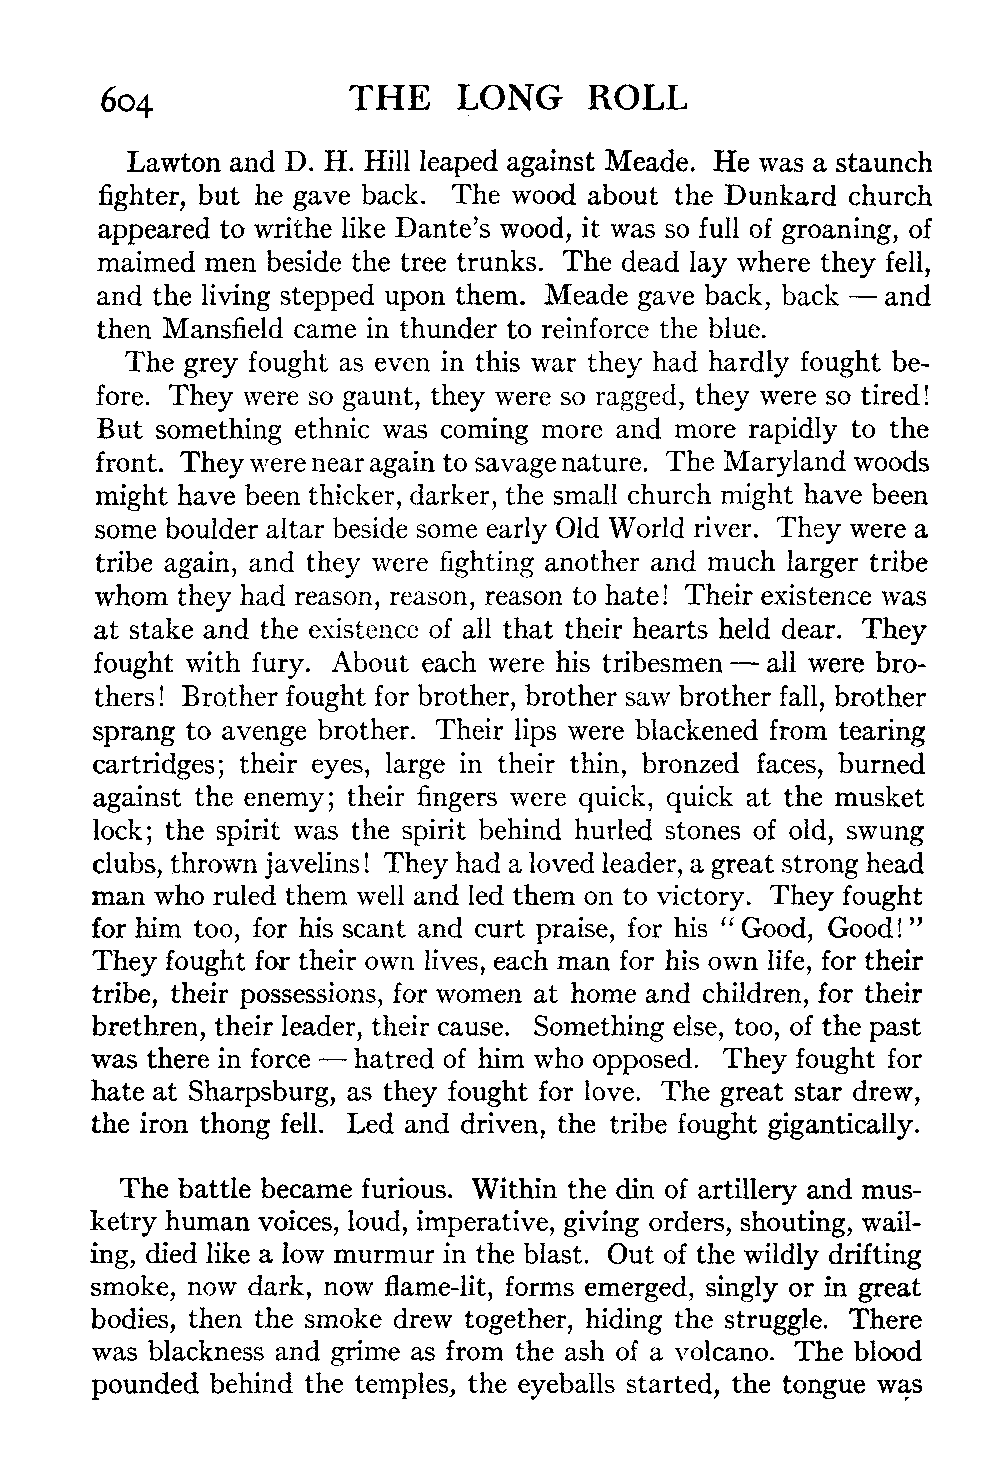 604 THE LONG ROLL
Lawton and D. H. Hill leaped against Meade. He was a staunch
fighter, but he gave back. The wood about the Dunkard church
appeared to writhe like Dante's wood, it was so full of groaning, of
maimed men beside the tree trunks. The dead lay where they fell,
and the living stepped upon them. Meade gave back, back — and
then Mansfield came in thunder to reinforce the blue.
The grey fought as even in this war they had hardly fought be-
fore. They were so gaunt, they were so ragged, they were so tired!
But something ethnic was coming more and more rapidly to the
front. They were near again to savage nature. The Maryland woods
might have been thicker, darker, the small church might have been
some boulder altar beside some early Old World river. They were a
tribe again, and they were fighting another and much larger tribe
whom they had reason, reason, reason to hate! Their existence was
at stake and the existence of all that their hearts held dear. They
fought with fury. About each were his tribesmen — all were bro-
thers! Brother fought for brother, brother saw brother fall, brother
sprang to avenge brother. Their lips were blackened from tearing
cartridges; their eyes, large in their thin, bronzed faces, burned
against the enemy; their fingers were quick, quick at the musket
lock; the spirit was the spirit behind hurled stones of old, swung
clubs, thrown javelins! They had a loved leader, a great strong head
man who ruled them well and led them on to victory. They fought
for him too, for his scant and curt praise, for his "Good, Good!"
They fought for their own lives, each man for his own life, for their
tribe, their possessions, for women at home and children, for their
brethren, their leader, their cause. Something else, too, of the past
was there in force — hatred of him who opposed. They fought for
hate at Sharpsburg, as they fought for love. The great star drew,
the iron thong fell. Led and driven, the tribe fought gigantically.
The battle became furious. Within the din of artillery and mus-
ketry human voices, loud, imperative, giving orders, shouting, wail-
ing, died like a low murmur in the blast. Out of the wildly drifting
smoke, now dark, now flame-lit, forms emerged, singly or in great
bodies, then the smoke drew together, hiding the struggle. There
was blackness and grime as from the ash of a volcano. The blood
pounded behind the temples, the eyeballs started, the tongue was